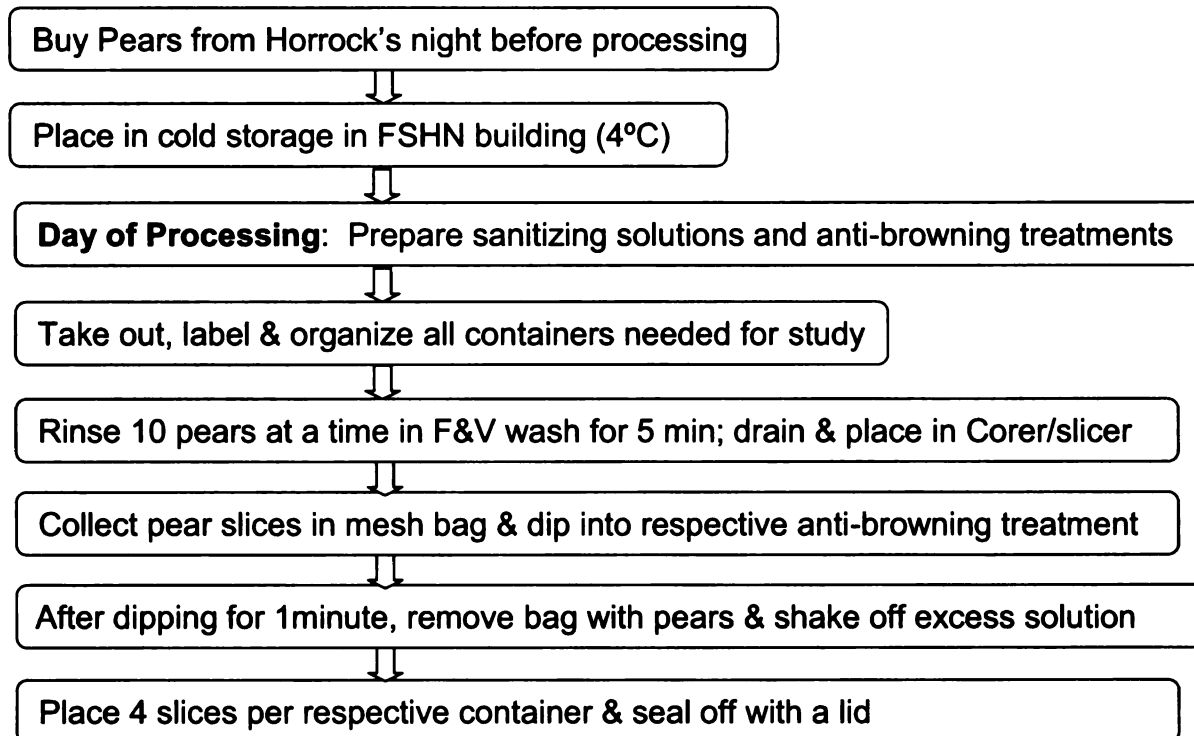 Buy Pears from Horrock's night before processing
Place in cold storage in FSHN building (4ºC)
Day of Processing: Prepare sanitizing solutions and anti-browning treatments
Take out, label & organize all containers needed for study
Rinse 10 pears at a time in F&V wash for 5 min; drain & place in Corer/slicer
Collect pear slices in mesh bag & dip into respective anti-browning treatment
After dipping for 1minute, remove bag with pears & shake off excess solution
Place 4 slices per respective container & seal off with a lid